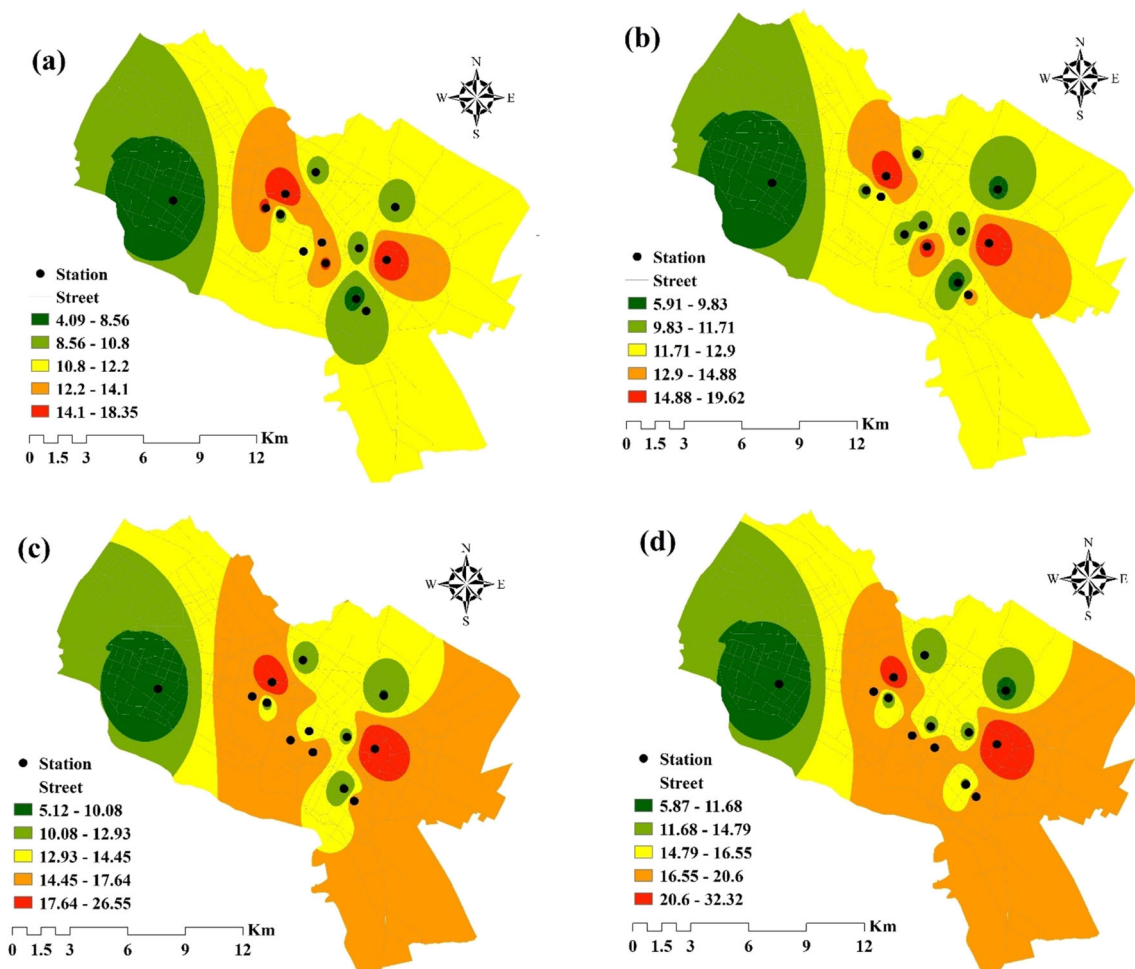 (a)
N
W E
S
Station
Street
4.09 - 8.56
8.56 - 10.8
10.8 - 12.2
12.2 - 14.1
14.1 - 18.35
Km
0 1.5 3 6 9 12
(b)
N
W E
S
Station
Street
5.91 - 9.83
9.83 - 11.71
11.71 - 12.9
12.9 - 14.88
14.88 - 19.62
Km
0 1.5 3 6 9 12
(c)
N
W E
S
Station
Street
5.12 - 10.08
10.08 - 12.93
12.93 - 14.45
14.45 - 17.64
17.64 - 26.55
Km
0 1.5 3 6 9 12
(d)
N
W E
S
Station
Street
5.87 - 11.68
11.68 - 14.79
14.79 - 16.55
16.55 - 20.6
20.6 - 32.32
Km
0 1.5 3 6 9 12